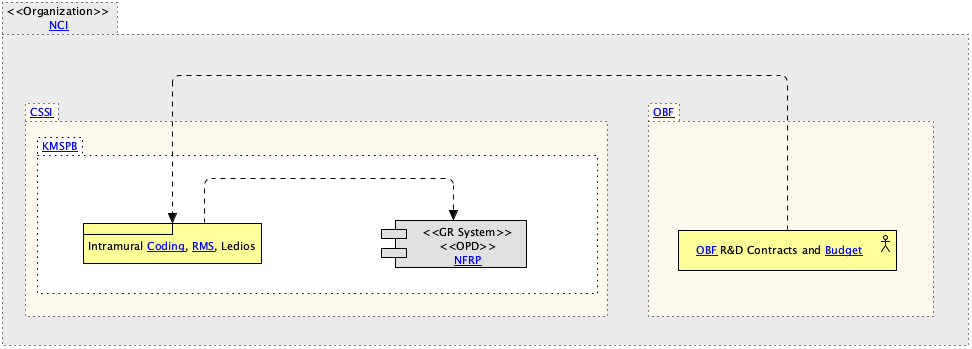 <<Organization>>
NCI
CSSI
OBF
KMSPB
Intramural Coding, RMS, Ledios
<<GR System>>
<<OPD>>
NFRP
OBF R&D Contracts and Budget